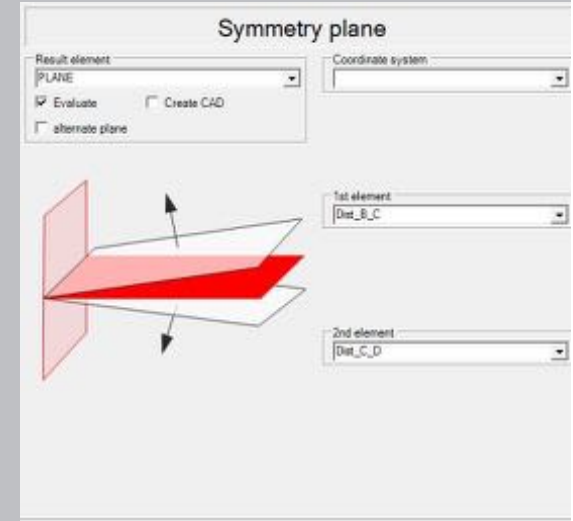 Symmetry plane
Result element
PLANE
Evaluate
Create CAD
alternate plane
Coordinate system
1st element
Dist_B_C
2nd element
Dist_C_D